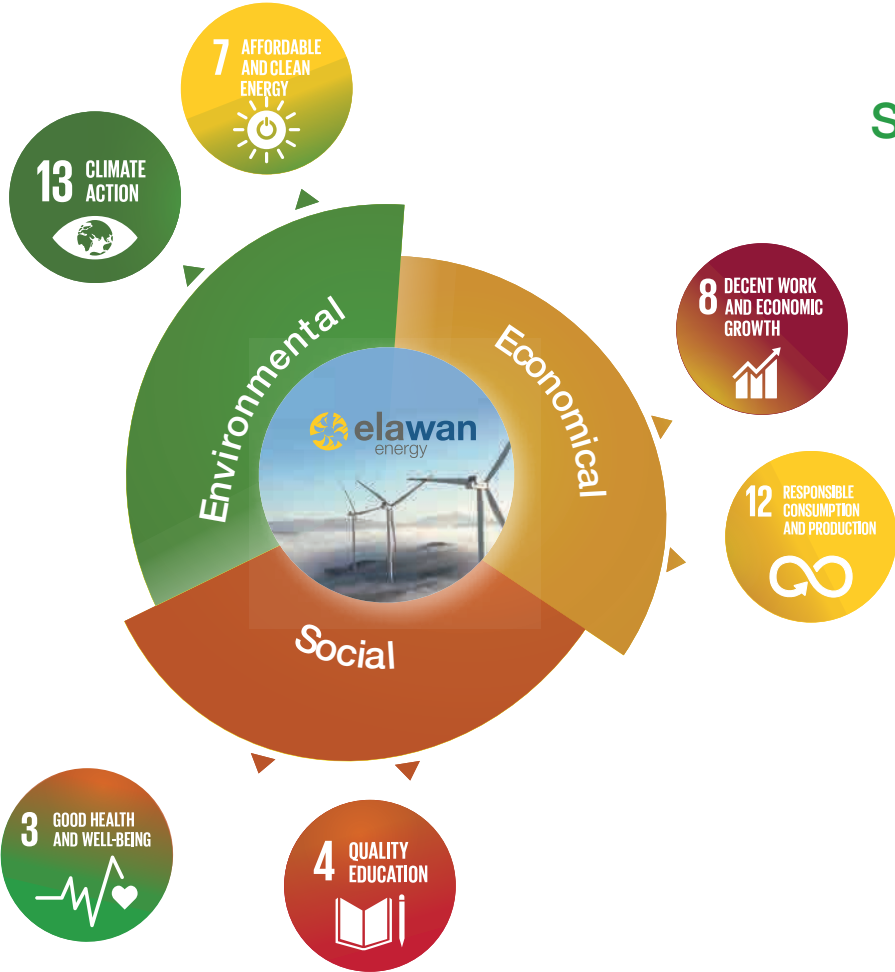 7 AFFORDABLE
AND CLEAN
ENERGY
S
13 CLIMATE
ACTION
8 DECENT WORK
AND ECONOMIC
GROWTH
Environmental
Economical
elawan
energy
12 RESPONSIBLE
CONSUMPTION
AND PRODUCTION
Social
3 GOOD HEALTH
AND WELL-BEING
4 QUALITY
EDUCATION